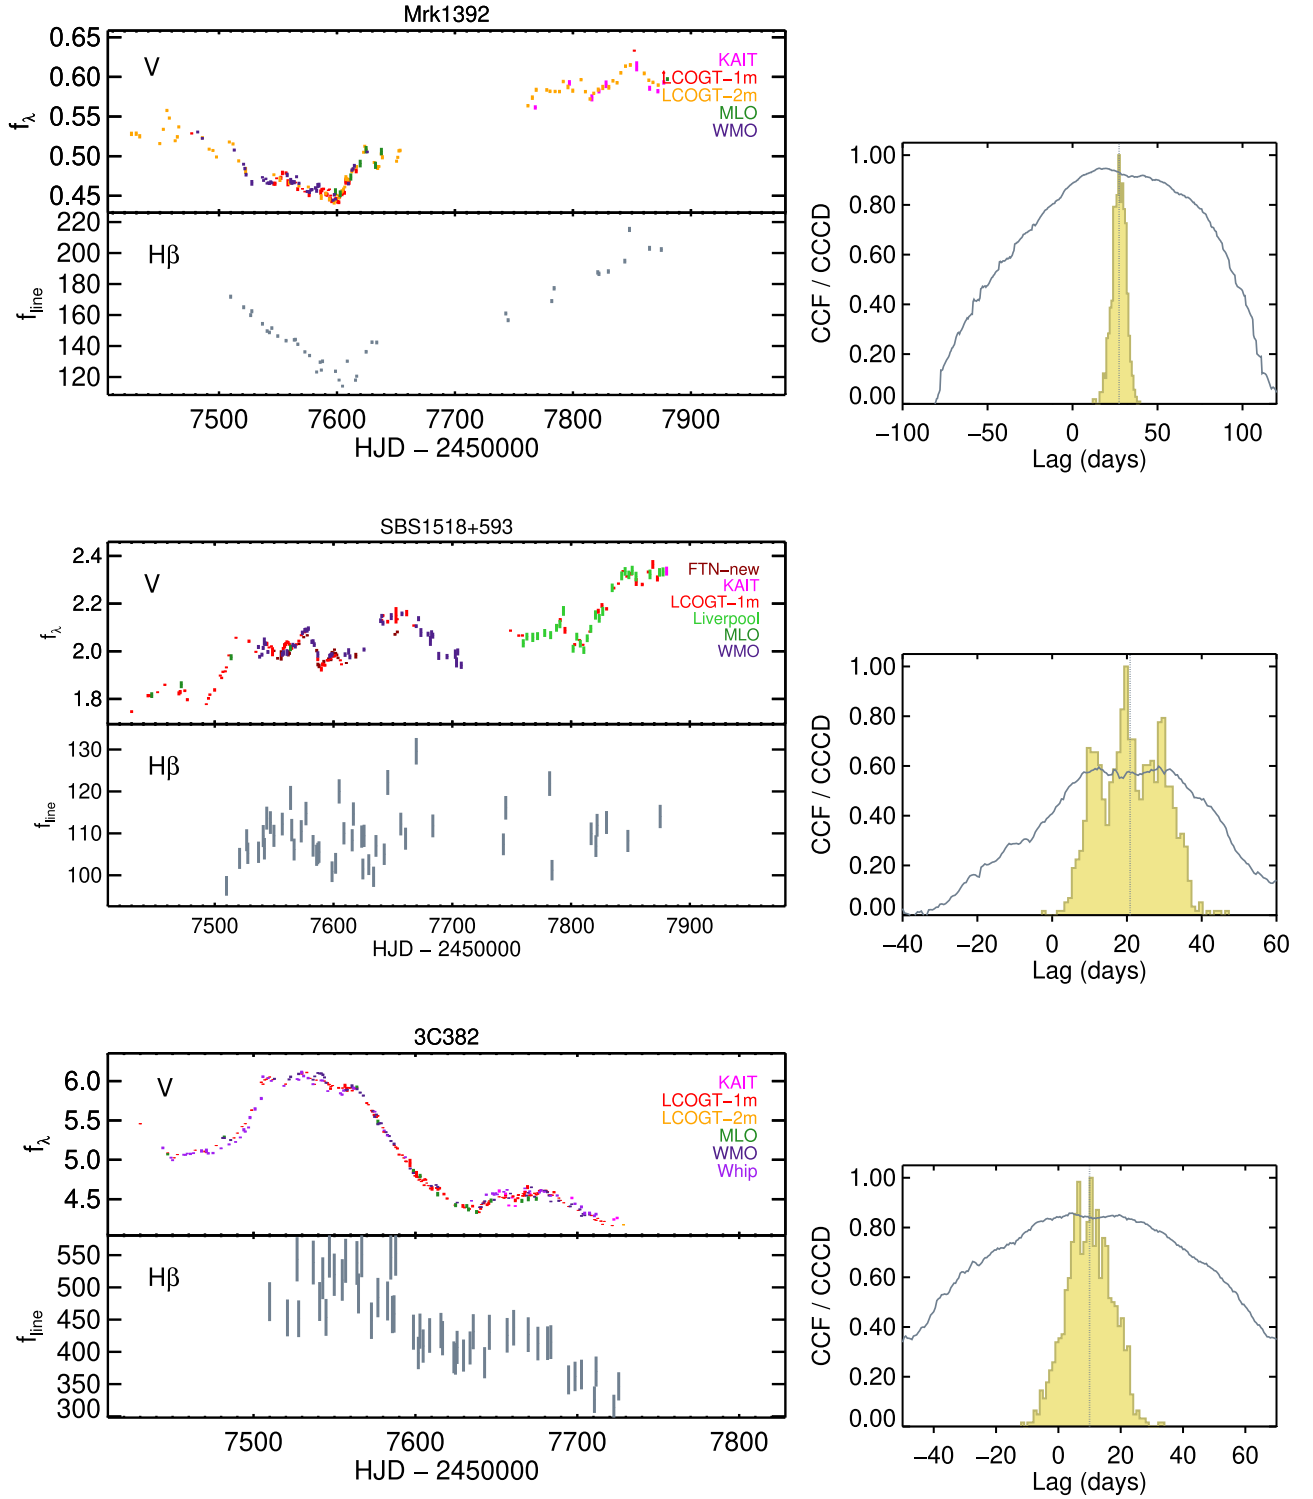 Mrk1392
V
KAIT
LCOGT−1m
LCOGT−2m
MLO
WMO
0.65
0.60
0.55
0.50
0.45
fλ
Hβ
220
200
180
160
140
120
fline
7500 7600 7700 7800 7900
HJD − 2450000
1.00
0.80
0.60
0.40
0.20
0.00
CCF / CCCD
−100 −50 0 50 100
Lag (days)
SBS1518+593
V
FTN−new
KAIT
LCOGT−1m
Liverpool
MLO
WMO
2.4
2.2
2.0
1.8
fλ
Hβ
130
120
110
100
fline
7500 7600 7700 7800 7900
HJD − 2450000
1.00
0.80
0.60
0.40
0.20
0.00
CCF / CCCD
−40 −20 0 20 40 60
Lag (days)
3C382
V
KAIT
LCOGT−1m
LCOGT−2m
MLO
WMO
Whip
6.0
5.5
5.0
4.5
fλ
Hβ
550
500
450
400
350
300
fline
7500 7600 7700 7800
HJD − 2450000
1.00
0.80
0.60
0.40
0.20
0.00
CCF / CCCD
−40 −20 0 20 40 60
Lag (days)